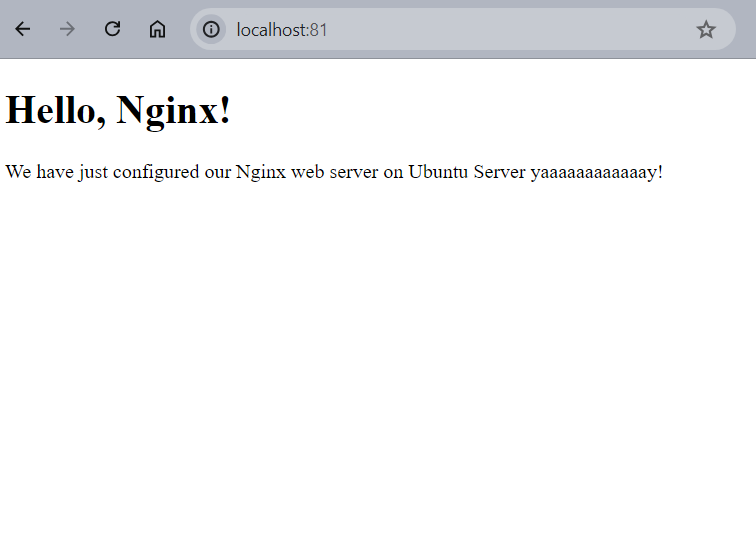 localhost:81
Hello, Nginx!
We have just configured our Nginx web server on Ubuntu Server yaaaaaaaaaaaay!